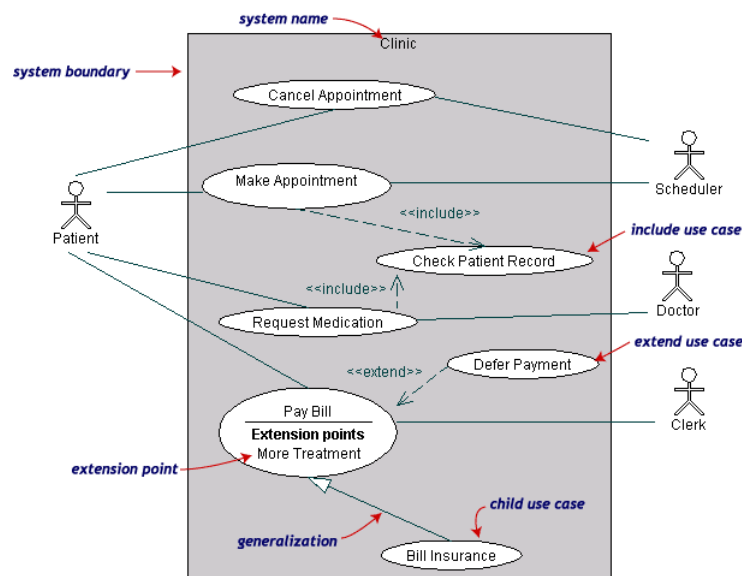 system name
Clinic
system boundary
Cancel Appointment
Make Appointment
Scheduler
<<include>>
Patient
include use case
Check Patient Record
<<include>>
Doctor
Request Medication
extend use case
<<extend>>
Defer Payment
Pay Bill
Extension points
Clerk
More Treatment
extension point
child use case
generalization
Bill Insurance